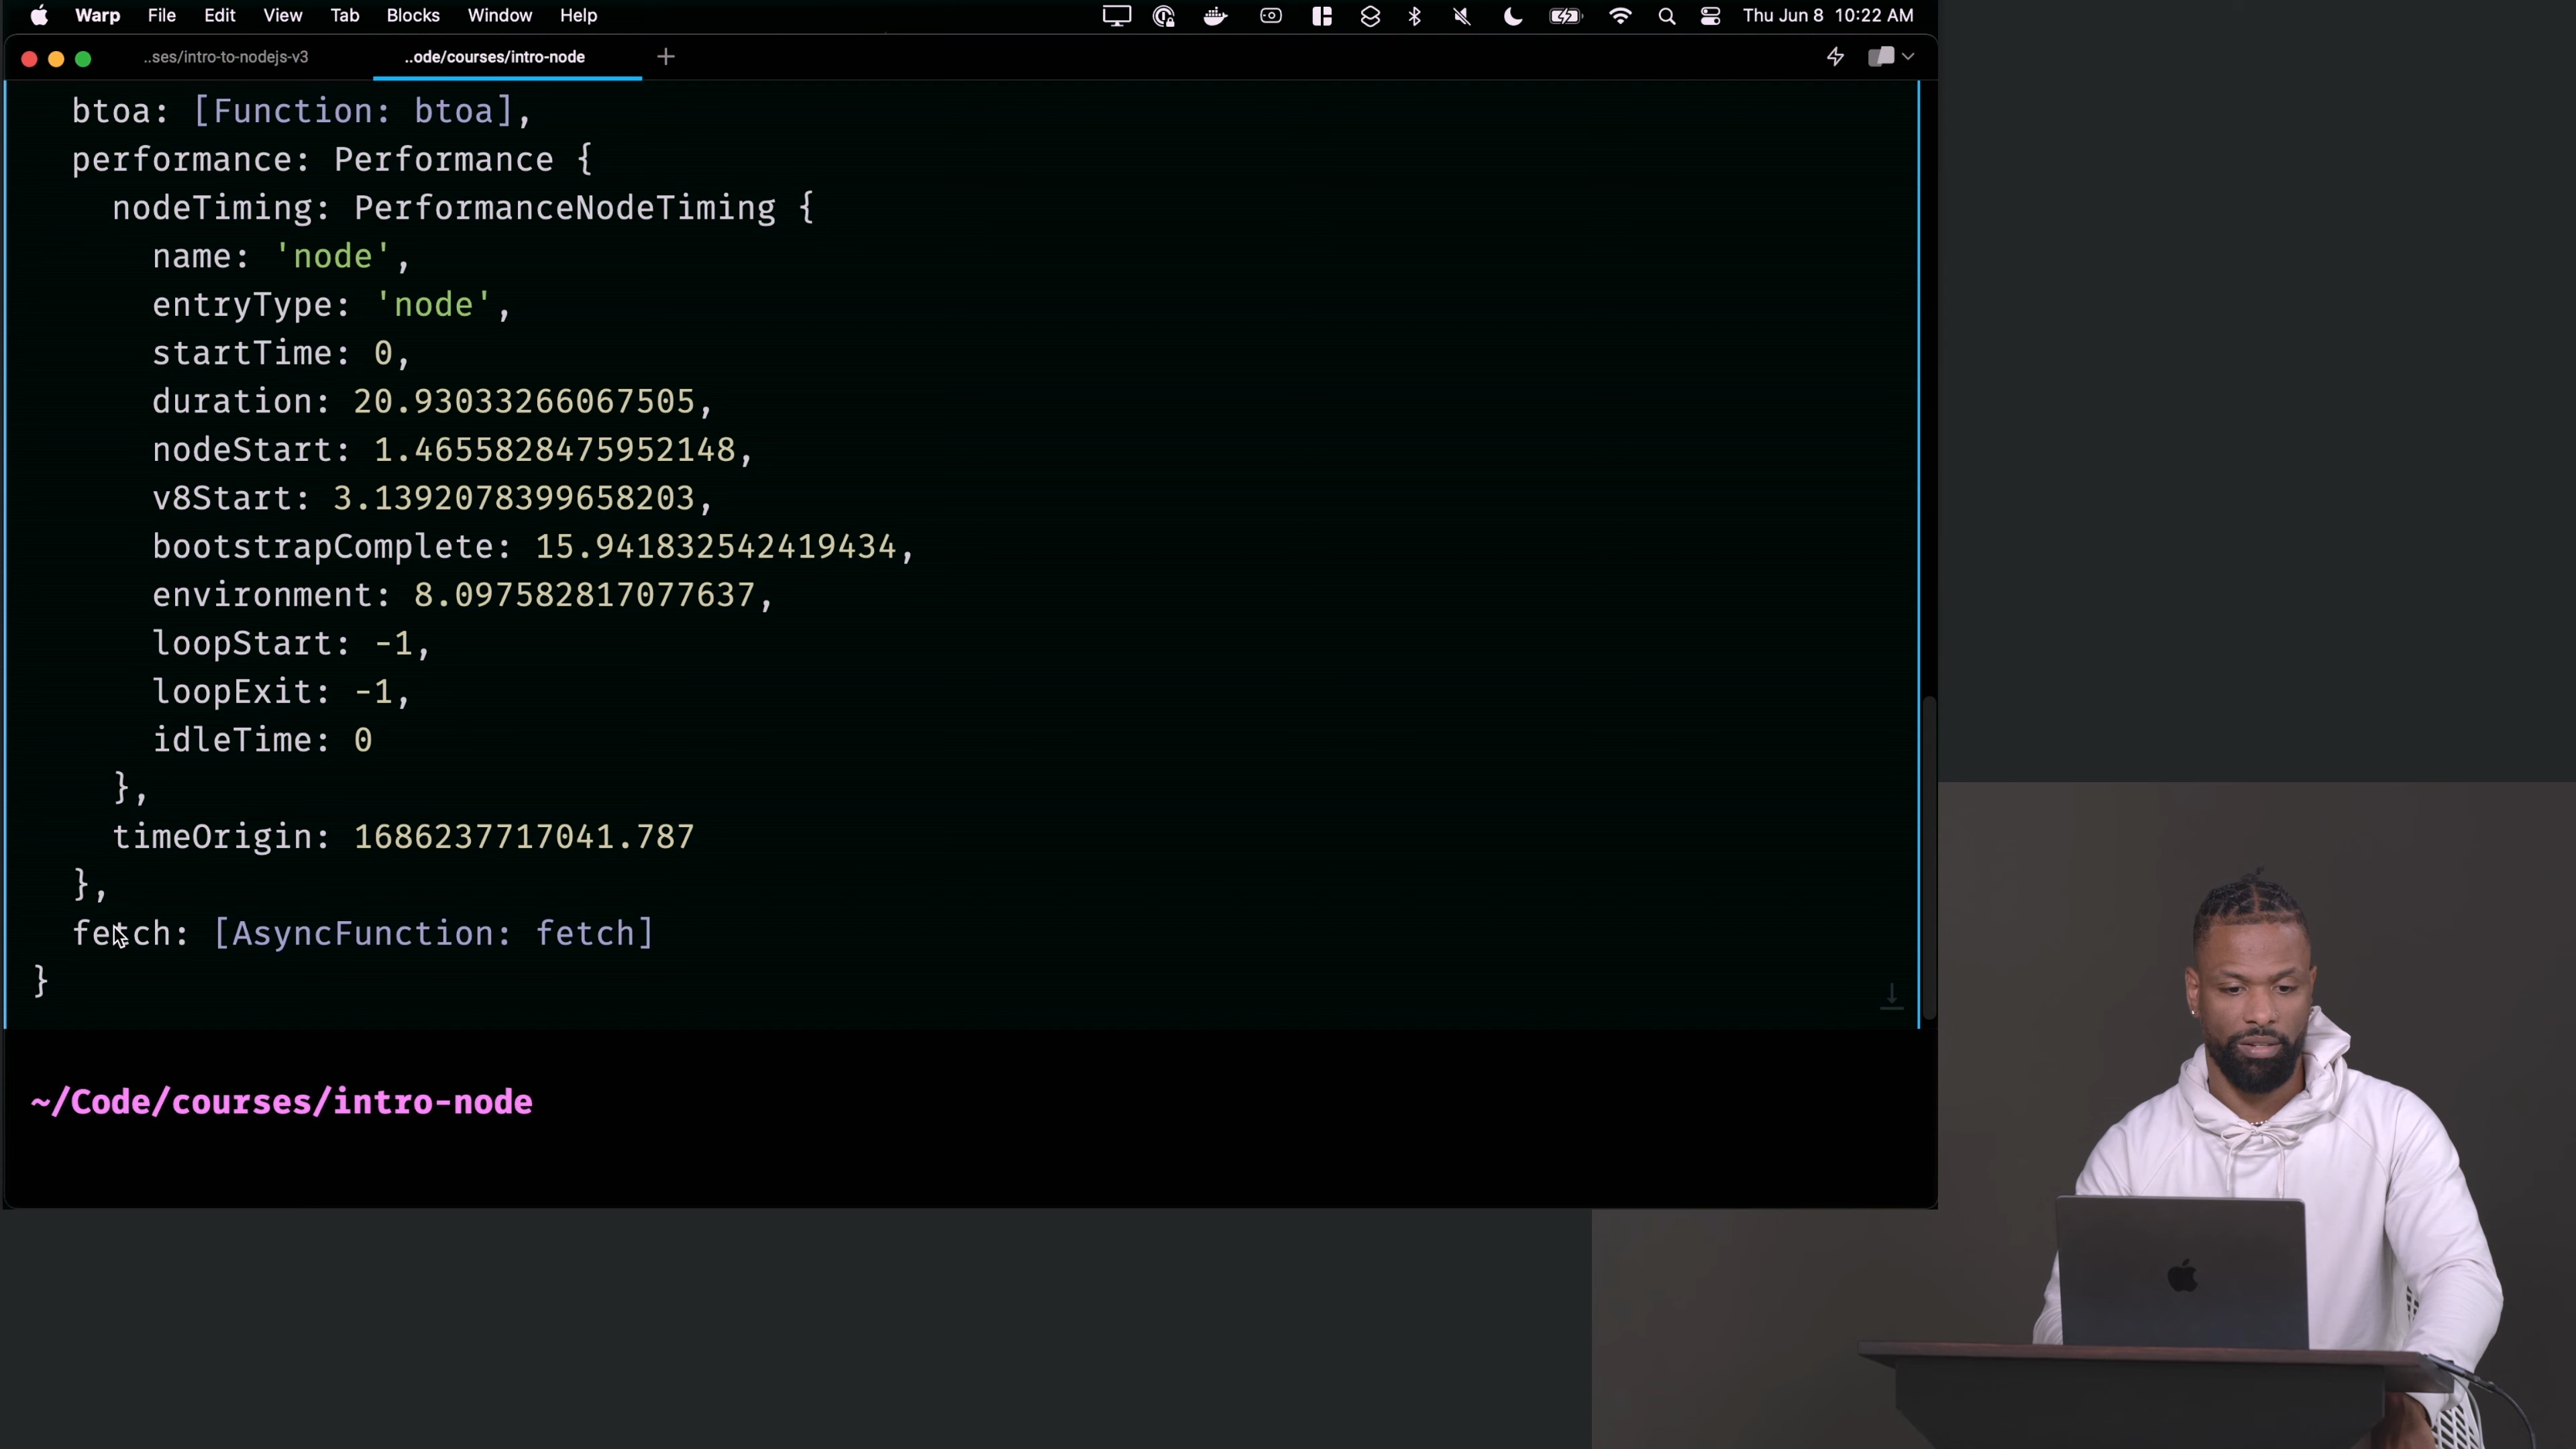 Warp File Edit View Tab Blocks Window Help Thu Jun 8 10:22 AM
..ses/intro-to-nodejs-v3 ..ode/courses/intro-node +
btoa: [Function: btoa],
performance: Performance {
nodeTiming: PerformanceNodeTiming {
name: 'node',
entryType: 'node',
startTime: 0,
duration: 20.93033266067505,
nodeStart: 1.4655828475952148,
v8Start: 3.1392078399658203,
bootstrapComplete: 15.941832542419434,
environment: 8.097582817077637,
loopStart: -1,
loopExit: -1,
idleTime: 0
},
timeOrigin: 1686237717041.787
},
fetch: [AsyncFunction: fetch]
}
~/Code/courses/intro-node